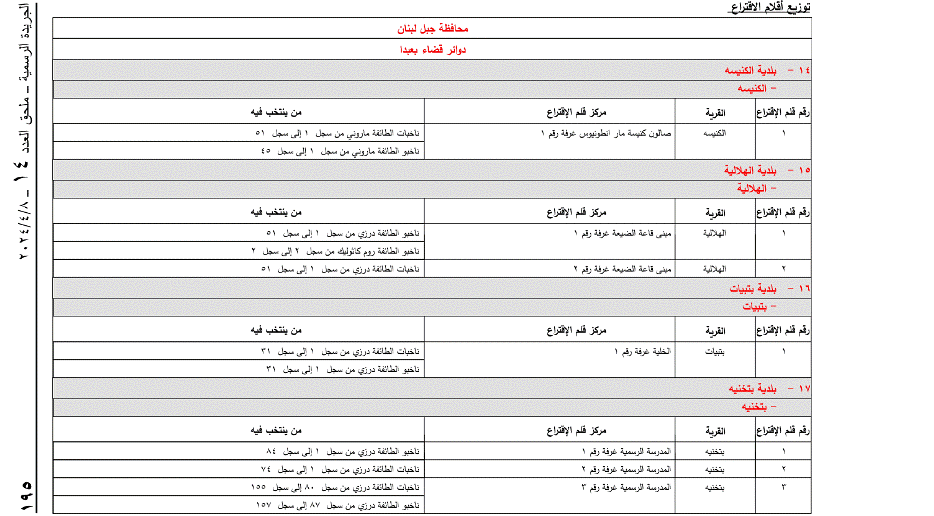 توزيع أقلام الاقتراع
محافظة جبل لبنان
دوائر قضاء بعبدا
١٤ - بلدية الكنيسه
- الكنيسه
رقم قلم الإقتراع القرية مركز قلم الإقتراع من ينتخب فيه
١ الكنيسه صالون كنيسة مار انطونيوس غرفة رقم ١ ناخبات الطائفة ماروني من سجل ١ إلى سجل ٥١
ناخبو الطائفة ماروني من سجل ١ إلى سجل ٤٥
١٥ - بلدية الهلالية
- الهلالية
رقم قلم الإقتراع القرية مركز قلم الإقتراع من ينتخب فيه
١ الهلالية مبنى قاعة الضيعة غرفة رقم ١ ناخبو الطائفة درزي من سجل ١ إلى سجل ٥١
ناخبو الطائفة روم كاثوليك من سجل ٢ إلى سجل ٢
٢ الهلالية مبنى قاعة الضيعة غرفة رقم ٢ ناخبات الطائفة درزي من سجل ١ إلى سجل ٥١
١٦ - بلدية بتبيات
- بتبيات
رقم قلم الإقتراع القرية مركز قلم الإقتراع من ينتخب فيه
١ بتبيات الخلية غرفة رقم ١ ناخبات الطائفة درزي من سجل ١ إلى سجل ٣١
ناخبو الطائفة درزي من سجل ١ إلى سجل ٣١
١٧ - بلدية بتخنيه
- بتخنيه
رقم قلم الإقتراع القرية مركز قلم الإقتراع من ينتخب فيه
١ بتخنيه المدرسة الرسمية غرفة رقم ١ ناخبو الطائفة درزي من سجل ١ إلى سجل ٨٤
٢ بتخنيه المدرسة الرسمية غرفة رقم ٢ ناخبات الطائفة درزي من سجل ١ إلى سجل ٧٤
٣ بتخنيه المدرسة الرسمية غرفة رقم ٣ ناخبات الطائفة درزي من سجل ٨٠ إلى سجل ١٥٥
ناخبو الطائفة درزي من سجل ٨٧ إلى سجل ١٥٧
الجريدة الرسمية – ملحق العدد ١٤ – ٢٠٢٤/٤/٨
١٩٥